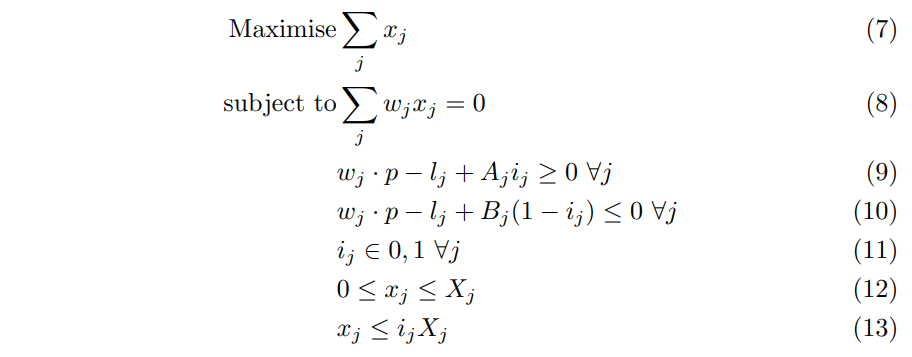 Maximise ∑_j x_j (7)
subject to ∑_j w_j x_j = 0 (8)
w_j · p − l_j + A_j i_j ≥ 0 ∀j (9)
w_j · p − l_j + B_j(1 − i_j) ≤ 0 ∀j (10)
i_j ∈ 0, 1 ∀j (11)
0 ≤ x_j ≤ X_j (12)
x_j ≤ i_j X_j (13)